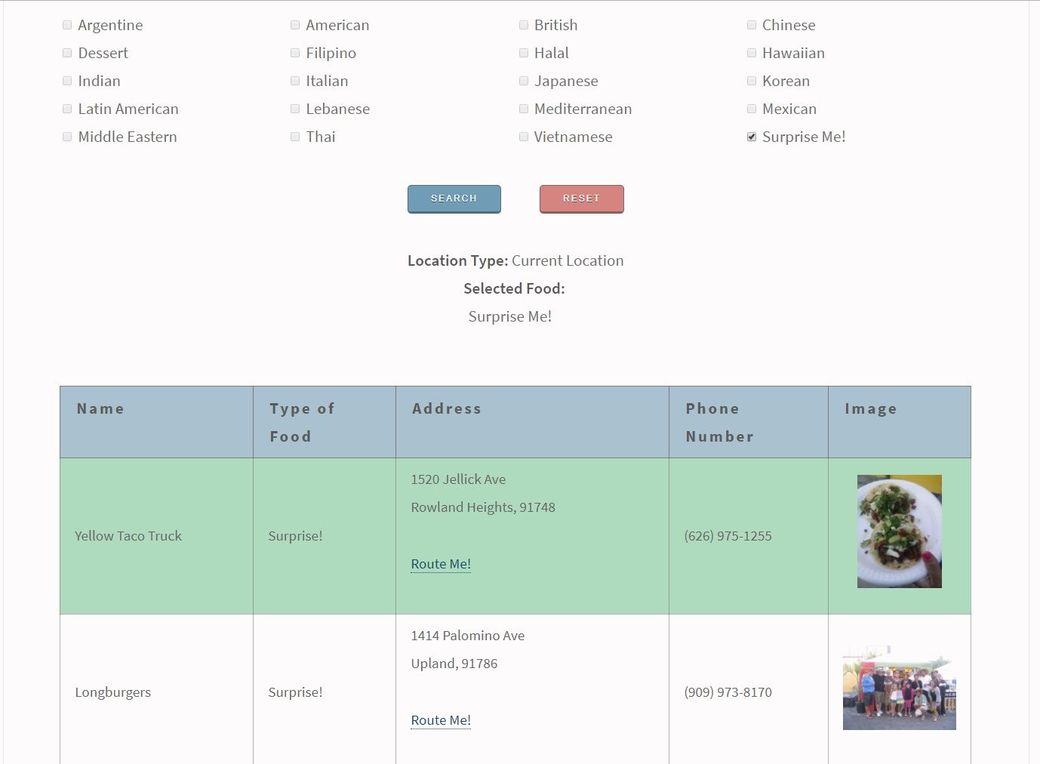 Argentine American British Chinese
Dessert Filipino Halal Hawaiian
Indian Italian Japanese Korean
Latin American Lebanese Mediterranean Mexican
Middle Eastern Thai Vietnamese Surprise Me!
SEARCH RESET
Location Type: Current Location
Selected Food:
Surprise Me!
Name Type of Food Address Phone Number Image
Yellow Taco Truck Surprise! 1520 Jellick Ave
Rowland Heights, 91748
Route Me!
(626) 975-1255
Longburgers Surprise! 1414 Palomino Ave
Upland, 91786
Route Me!
(909) 973-8170